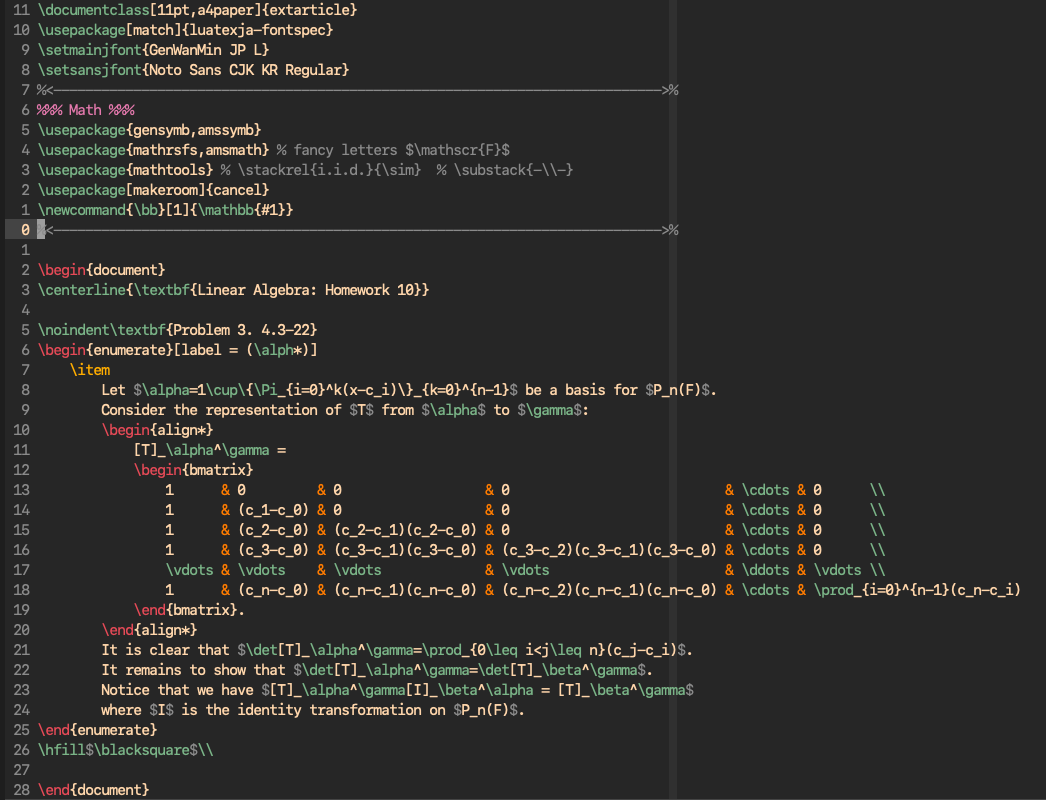 11 \documentclass[11pt,a4paper]{extarticle}
10 \usepackage[match]{luatexja-fontspec}
9 \setmainjfont{GenWanMin JP L}
8 \setsansjfont{Noto Sans CJK KR Regular}
7 %<────────────────────────────────────────────────────────────────────────────>%
6 %%% Math %%%
5 \usepackage{gensymb,amssymb}
4 \usepackage{mathrsfs,amsmath} % fancy letters $\mathscr{F}$
3 \usepackage{mathtools} % \stackrel{i.i.d.}{\sim}  % \substack{-\\-}
2 \usepackage[makeroom]{cancel}
1 \newcommand{\bb}[1]{\mathbb{#1}}
0 %<────────────────────────────────────────────────────────────────────────────>%
1
2 \begin{document}
3 \centerline{\textbf{Linear Algebra: Homework 10}}
4
5 \noindent\textbf{Problem 3. 4.3-22}
6 \begin{enumerate}[label = (\alph*)]
7     \item
8         Let $\alpha=1\cup\{\Pi_{i=0}^k(x-c_i)\}_{k=0}^{n-1}$ be a basis for $P_n(F)$.
9         Consider the representation of $T$ from $\alpha$ to $\gamma$:
10         \begin{align*}
11             [T]_\alpha^\gamma =
12             \begin{bmatrix}
13                 1      & 0         & 0                  & 0                           & \cdots & 0      \\
14                 1      & (c_1-c_0) & 0                  & 0                           & \cdots & 0      \\
15                 1      & (c_2-c_0) & (c_2-c_1)(c_2-c_0) & 0                           & \cdots & 0      \\
16                 1      & (c_3-c_0) & (c_3-c_1)(c_3-c_0) & (c_3-c_2)(c_3-c_1)(c_3-c_0) & \cdots & 0      \\
17                 \vdots & \vdots    & \vdots             & \vdots                      & \ddots & \vdots \\
18                 1      & (c_n-c_0) & (c_n-c_1)(c_n-c_0) & (c_n-c_2)(c_n-c_1)(c_n-c_0) & \cdots & \prod_{i=0}^{n-1}(c_n-c_i)
19             \end{bmatrix}.
20         \end{align*}
21         It is clear that $\det[T]_\alpha^\gamma=\prod_{0\leq i<j\leq n}(c_j-c_i)$.
22         It remains to show that $\det[T]_\alpha^\gamma=\det[T]_\beta^\gamma$.
23         Notice that we have $[T]_\alpha^\gamma[I]_\beta^\alpha = [T]_\beta^\gamma$
24         where $I$ is the identity transformation on $P_n(F)$.
25 \end{enumerate}
26 \hfill$\blacksquare$\\
27
28 \end{document}